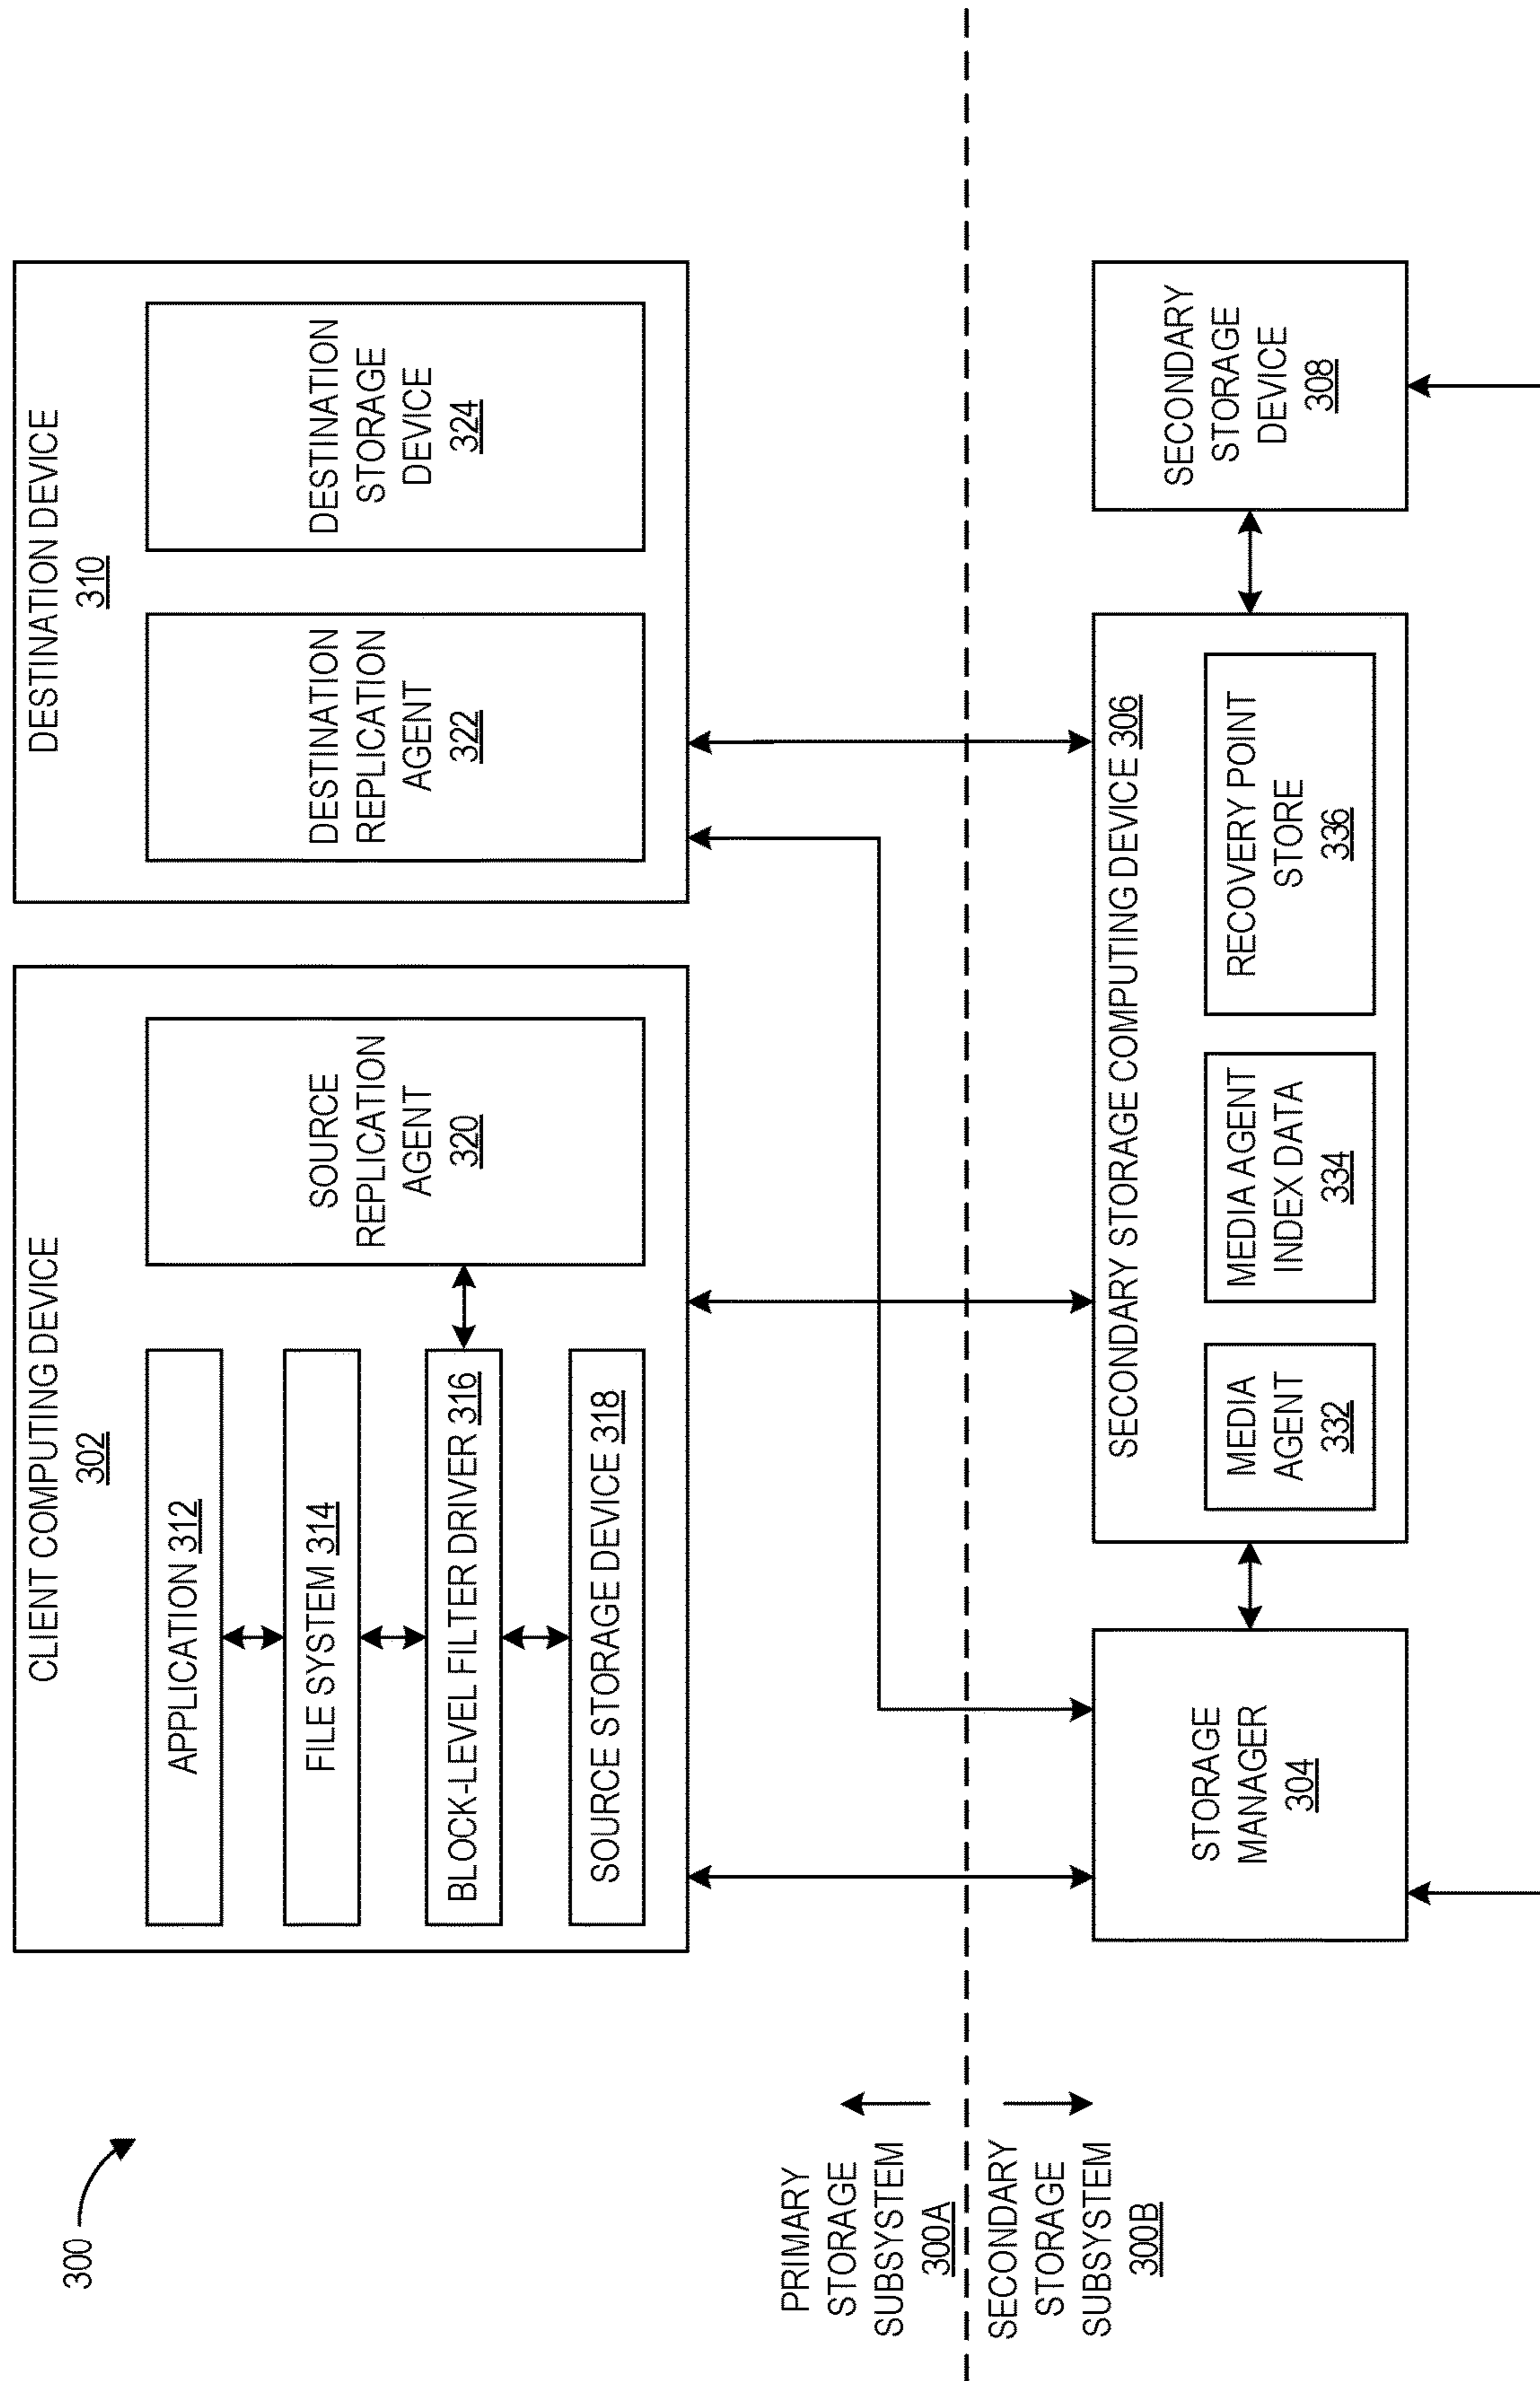 300
CLIENT COMPUTING DEVICE
302
APPLICATION 312
FILE SYSTEM 314
BLOCK-LEVEL FILTER DRIVER 316
SOURCE STORAGE DEVICE 318
SOURCE
REPLICATION
AGENT
320
DESTINATION DEVICE
310
DESTINATION
REPLICATION
AGENT
322
DESTINATION
STORAGE
DEVICE
324
PRIMARY
STORAGE
SUBSYSTEM
300A
SECONDARY
STORAGE
SUBSYSTEM
300B
STORAGE
MANAGER
304
SECONDARY STORAGE COMPUTING DEVICE 306
MEDIA
AGENT
332
MEDIA AGENT
INDEX DATA
334
RECOVERY POINT
STORE
336
SECONDARY
STORAGE
DEVICE
308